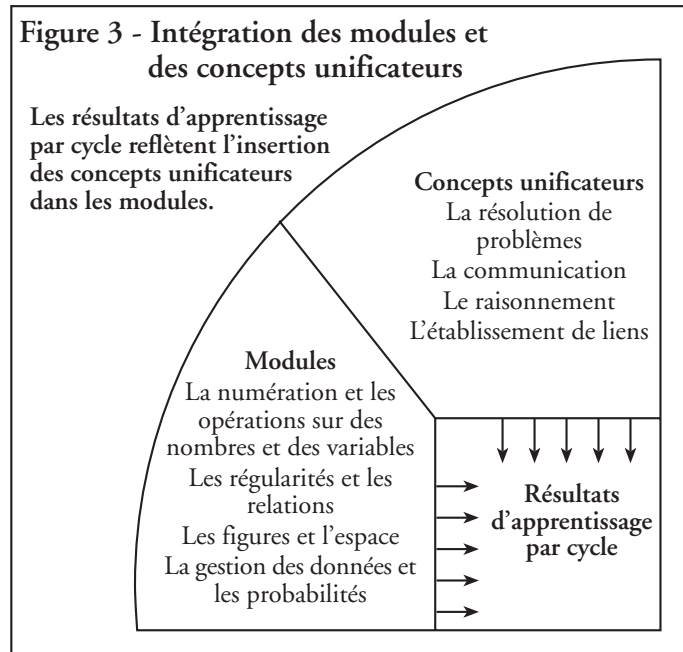 Figure 3 - Intégration des modules et
des concepts unificateurs
Les résultats d'apprentissage
par cycle reflètent l'insertion
des concepts unificateurs
dans les modules.
Concepts unificateurs
La résolution de
problèmes
La communication
Le raisonnement
L'établissement de liens
Modules
La numération et les
opérations sur des
nombres et des variables
Les régularités et les
relations
Les figures et l'espace
La gestion des données et
les probabilités
Résultats
d'apprentissage
par cycle